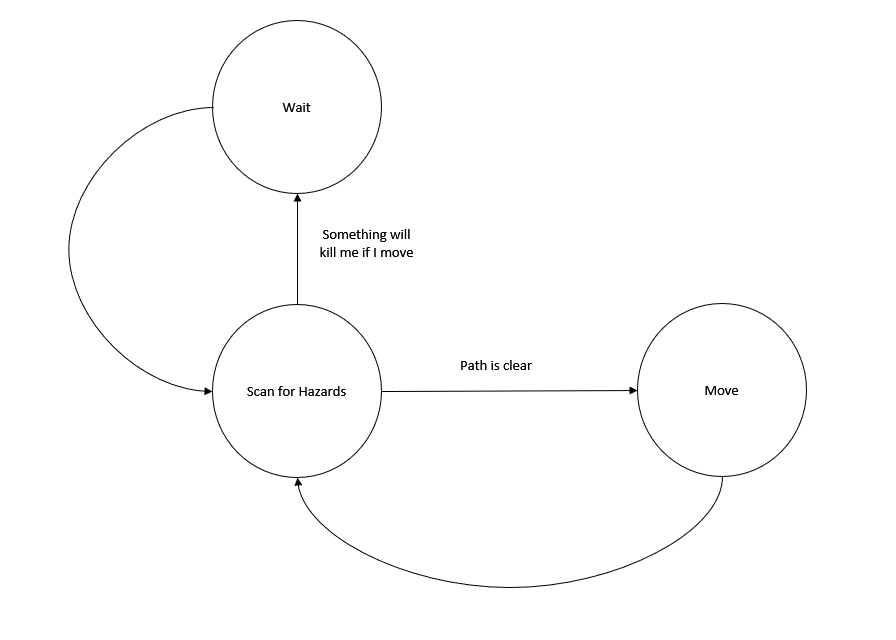 Wait
Something will
kill me if I move
Path is clear
Scan for Hazards
Move